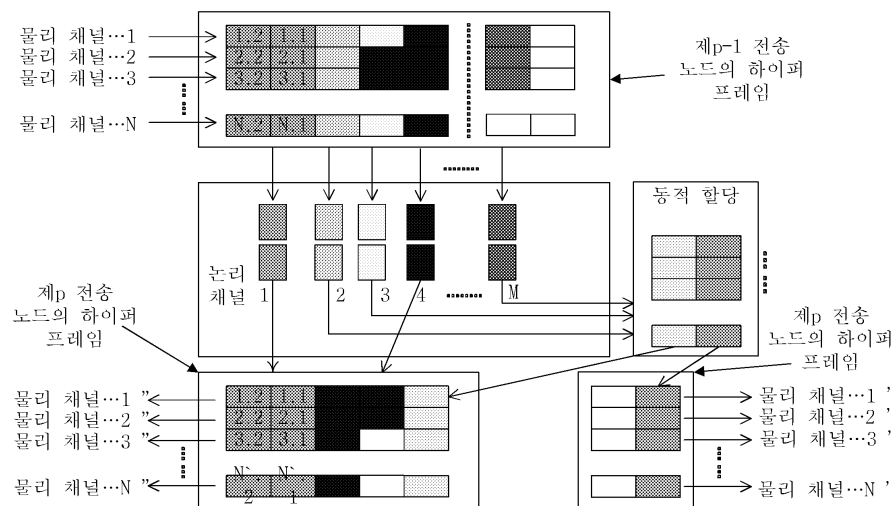 물리 채널…1
물리 채널…2
물리 채널…3
물리 채널…N
1.2 1.1
2.2 2.1
3.2 3.1
N.2 N.1
제p-1 전송
노드의 하이퍼
프레임
동적 할당
논리
채널 1 2 3 4 M
제p 전송
노드의 하이퍼
프레임
제p 전송
노드의 하이퍼
프레임
물리 채널…1 ”
물리 채널…2 ”
물리 채널…3 ”
물리 채널…N ”
1.2 1.1
2.2 2.1
3.2 3.1
N`. N`.
2 1
물리 채널…1 ’
물리 채널…2 ’
물리 채널…3 ’
물리 채널…N ’